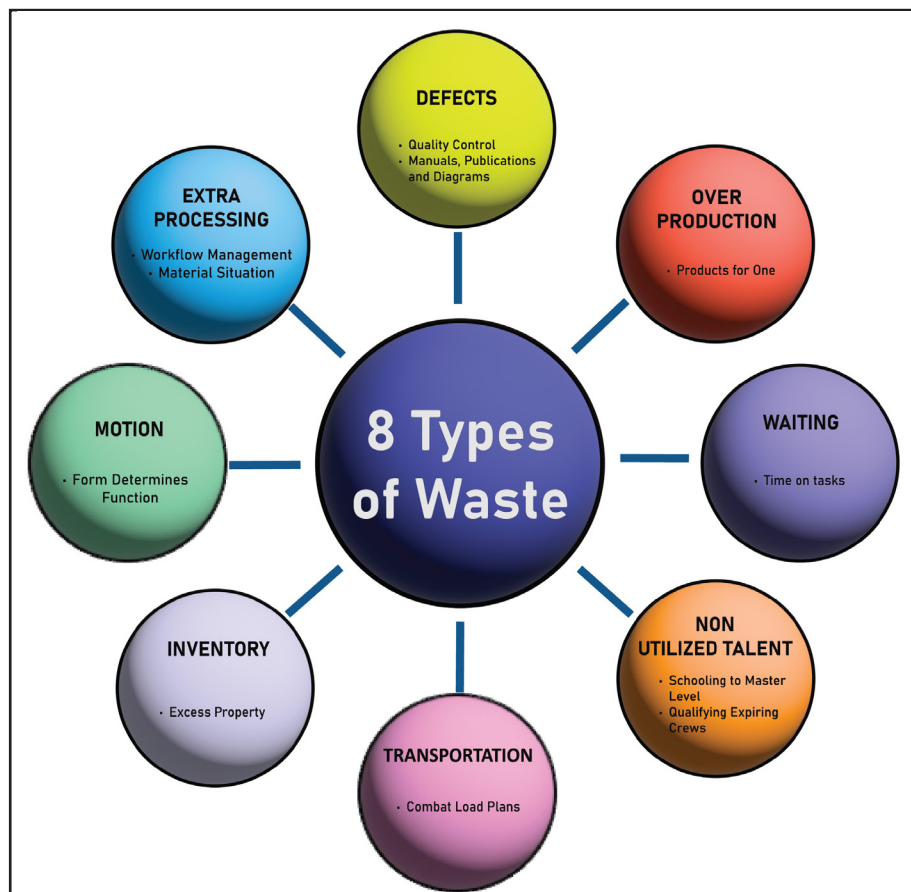 8 Types
of Waste
DEFECTS
• Quality Control
• Manuals, Publications
and Diagrams
OVER
PRODUCTION
• Products for One
WAITING
• Time on tasks
NON
UTILIZED TALENT
• Schooling to Master
Level
• Qualifying Expiring
Crews
TRANSPORTATION
• Combat Load Plans
INVENTORY
• Excess Property
MOTION
• Form Determines
Function
EXTRA
PROCESSING
• Workflow Management
• Material Situation